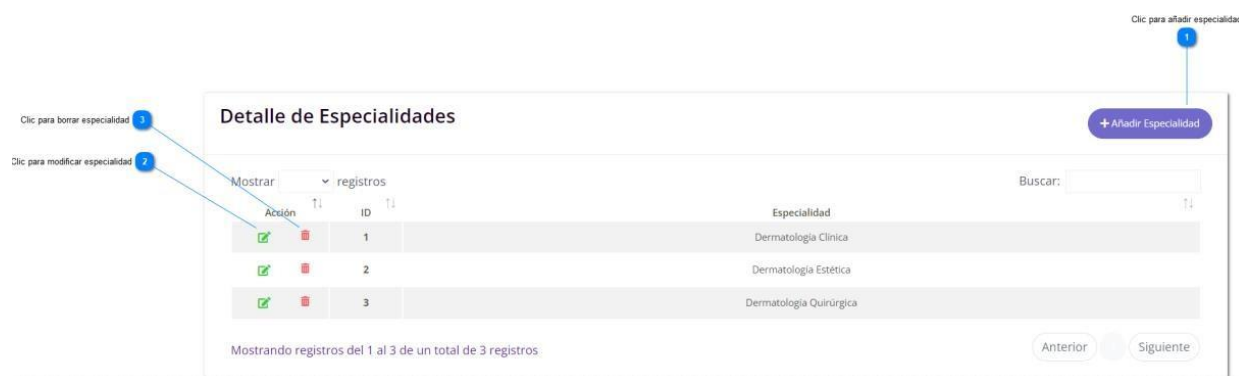 Clic para añadir especialidad
1
Detalle de Especialidades
+ Añadir Especialidad
Clic para borrar especialidad 3
Clic para modificar especialidad 2
Mostrar registros
Buscar:
Acción ID Especialidad
1 Dermatología Clínica
2 Dermatología Estética
3 Dermatología Quirúrgica
Mostrando registros del 1 al 3 de un total de 3 registros
Anterior Siguiente